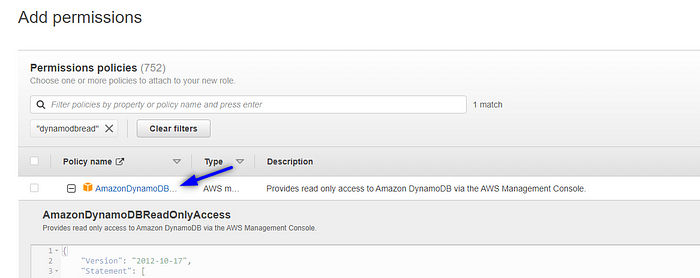 Add permissions
Permissions policies (752)
Choose one or more policies to attach to your new role.
Filter policies by property or policy name and press enter 1 match
"dynamodbread" Clear filters
Policy name Type Description
AmazonDynamoDB... AWS m... Provides read only access to Amazon DynamoDB via the AWS Management Console.
AmazonDynamoDBReadOnlyAccess
Provides read only access to Amazon DynamoDB via the AWS Management Console.
1 {
2 "Version": "2012-10-17",
3 "Statement": [